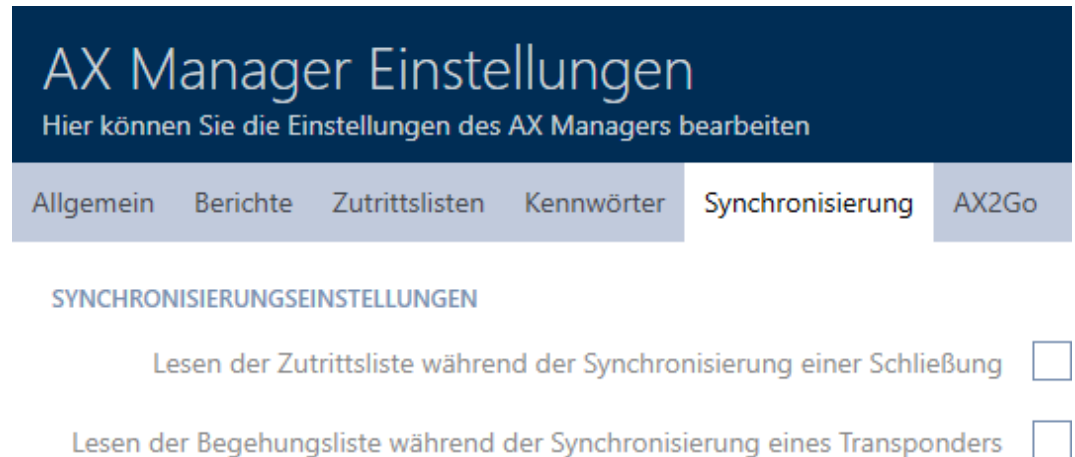 AX Manager Einstellungen
Hier können Sie die Einstellungen des AX Managers bearbeiten
Allgemein Berichte Zutrittslisten Kennwörter Synchronisierung AX2Go
SYNCHRONISIERUNGSEINSTELLUNGEN
Lesen der Zutrittsliste während der Synchronisierung einer Schließung
Lesen der Begehungsliste während der Synchronisierung eines Transponders